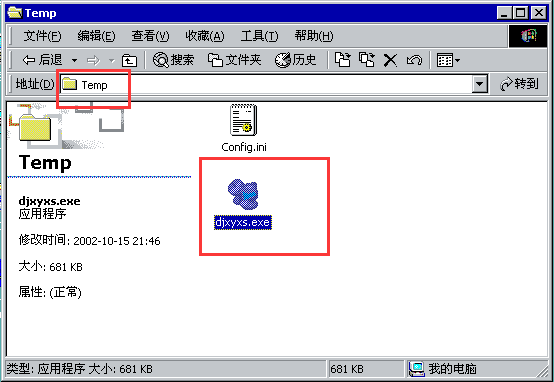 Temp
文件(F) 编辑(E) 查看(V) 收藏(A) 工具(T) 帮助(H)
后退 搜索 文件夹 历史
地址(D) Temp 转到
Config.ini
Temp
djxyxs.exe
djxyxs.exe
应用程序
修改时间: 2002-10-15 21:46
大小: 681 KB
属性: (正常)
类型: 应用程序 大小: 681 KB 681 KB 我的电脑